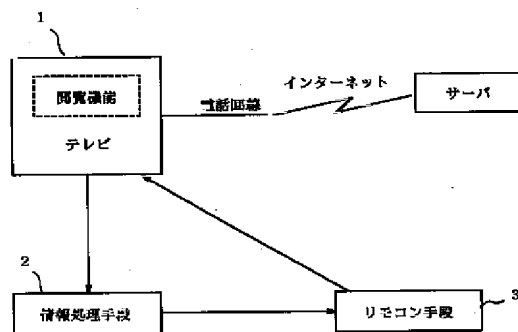 1
閲覧機能
テレビ
電話回線
インターネット
サーバ
2
情報処理手段
リモコン手段
3